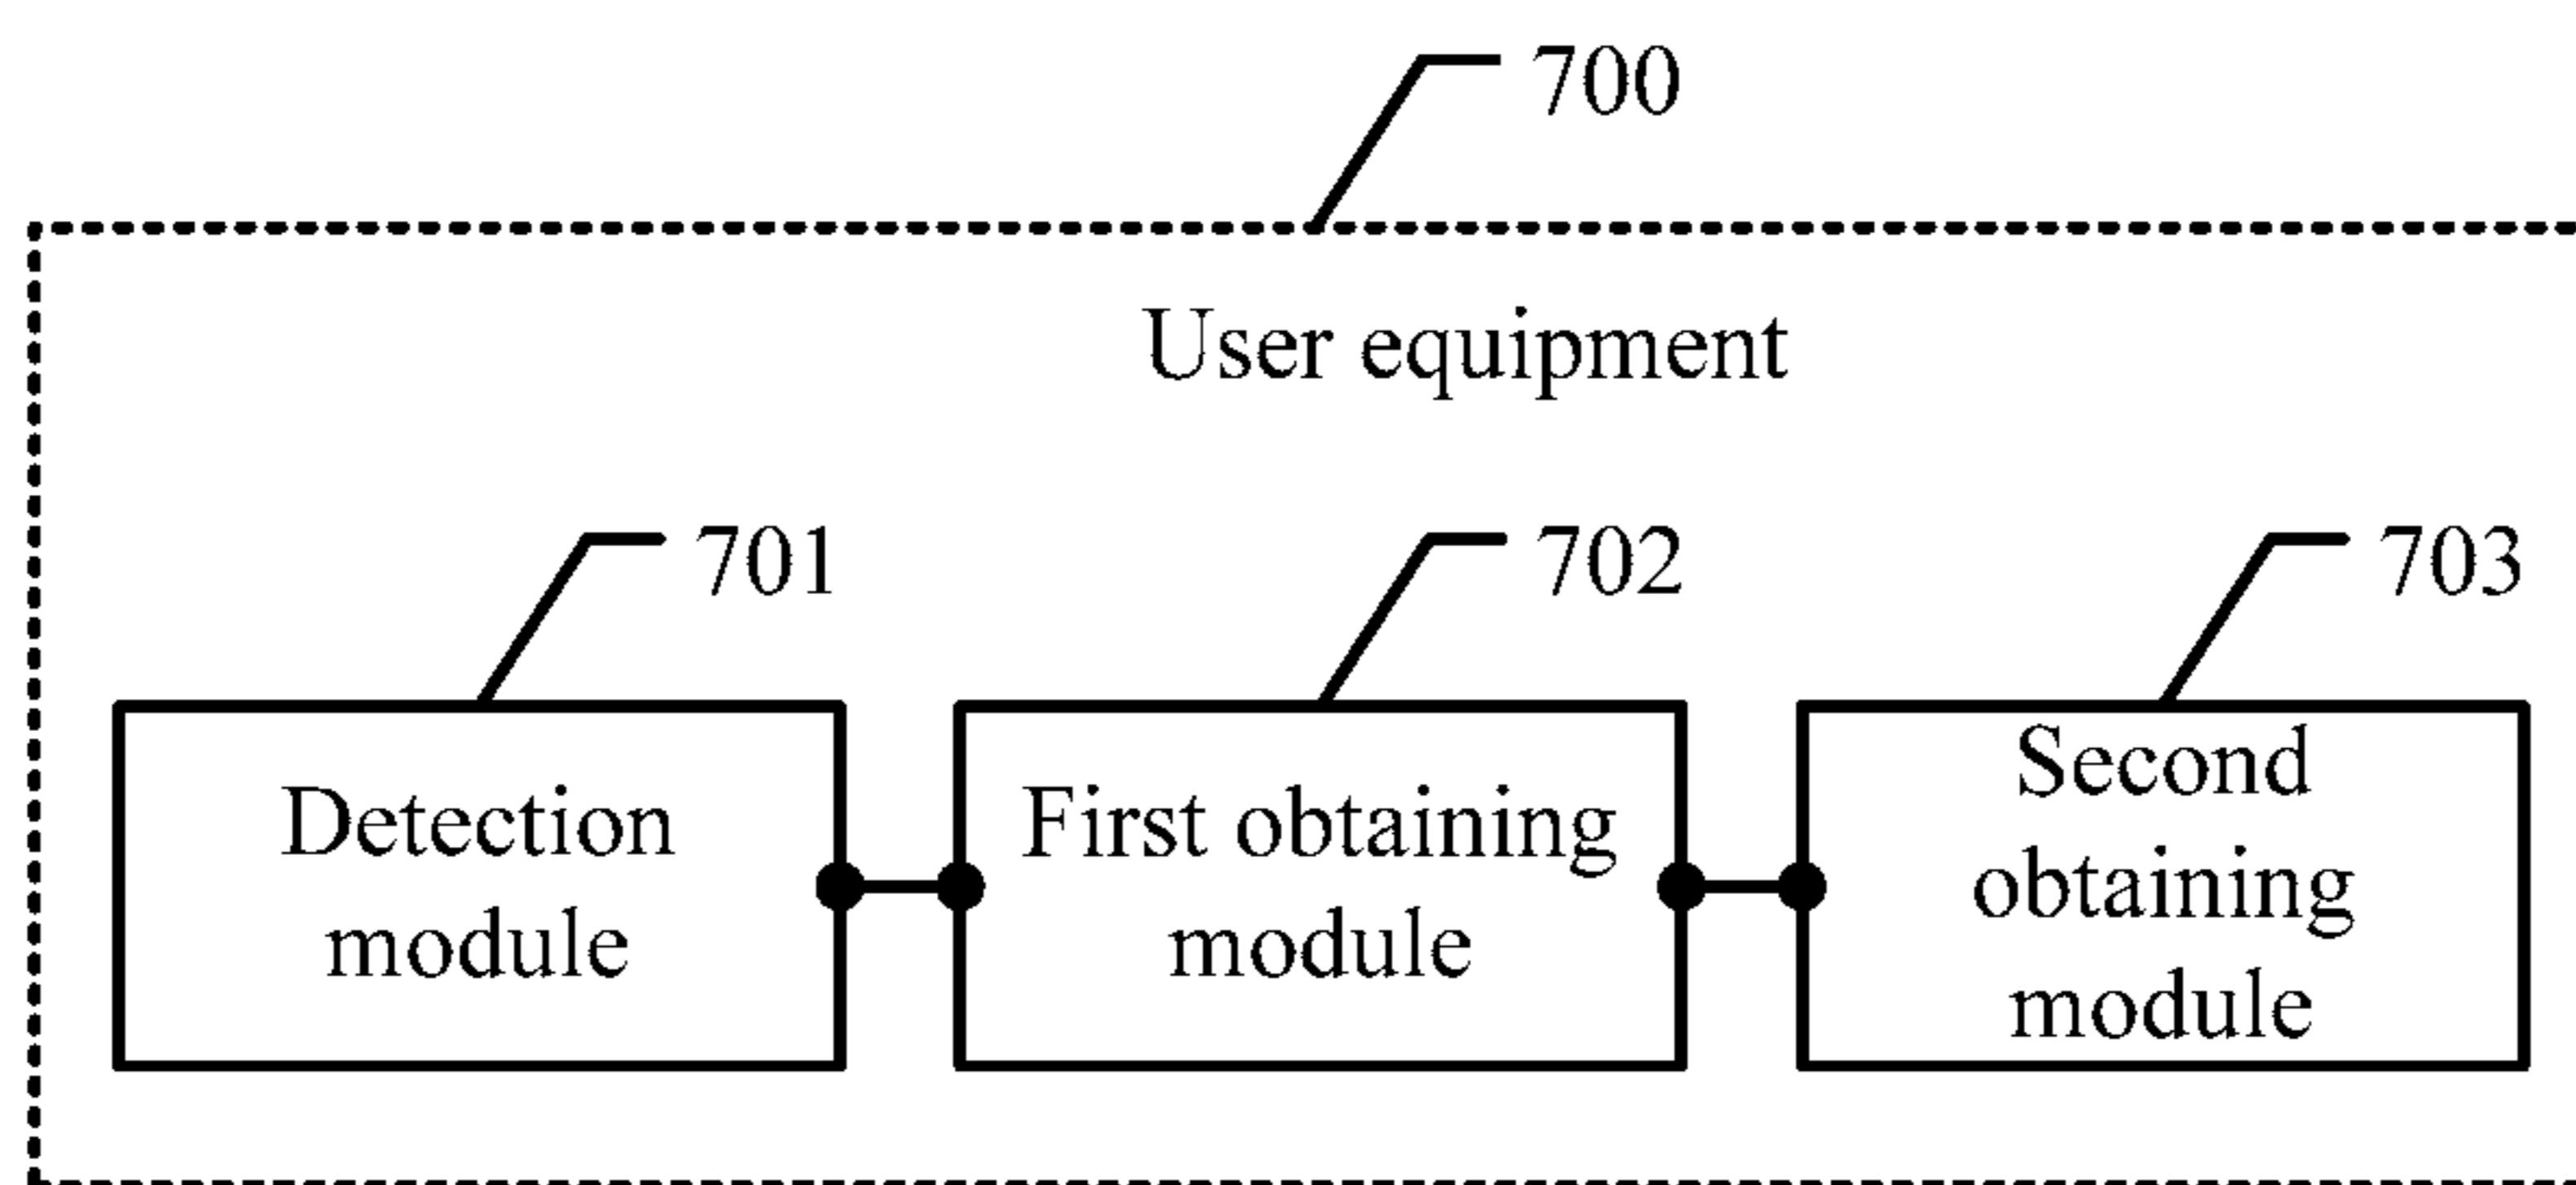 700
User equipment
701
702
703
Detection
module
First obtaining
module
Second
obtaining
module